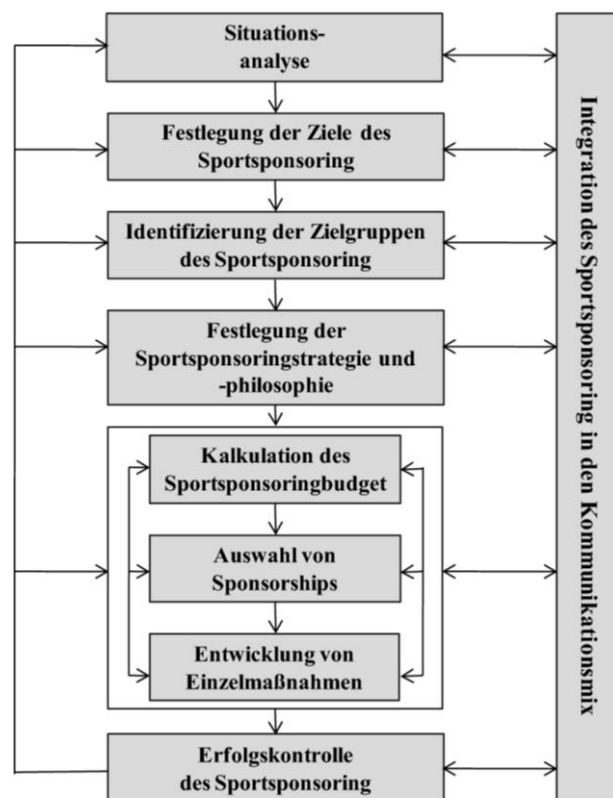 Situations-
analyse
Festlegung der Ziele des
Sportsponsoring
Identifizierung der Zielgruppen
des Sportsponsoring
Festlegung der
Sportsponsoringstrategie und
-philosophie
Kalkulation des
Sportsponsoringbudget
Auswahl von
Sponsorships
Entwicklung von
Einzelmaßnahmen
Erfolgskontrolle
des Sportsponsoring
Integration des Sportsponsoring in den Kommunikationsmix